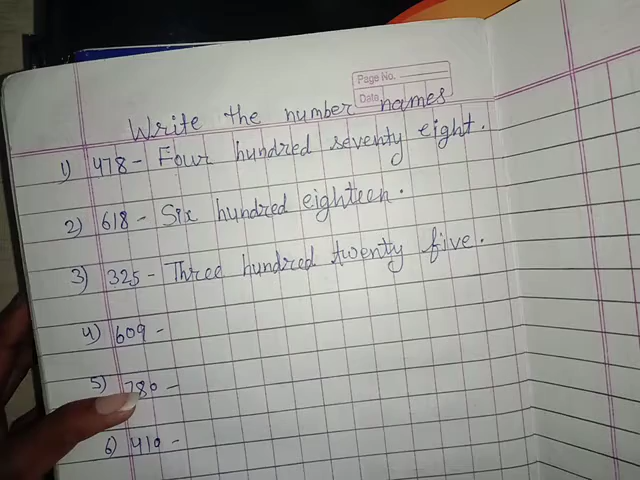 Page No.
Date
Write the number names
1) 478 - Four hundred seventy eight.
2) 618 - Six hundred eighteen.
3) 325 - Three hundred twenty five.
4) 609 -
5) 780 -
6) 410 -